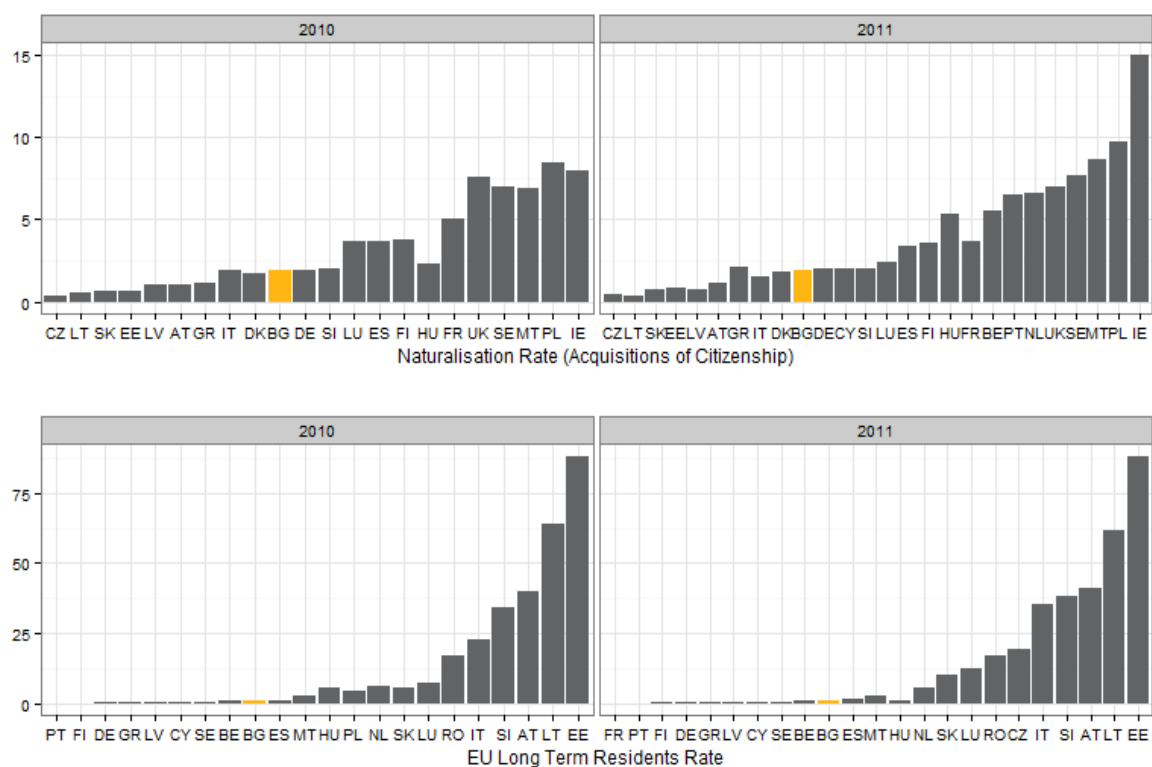 2010 2011
15
10
5
0
CZ LT SK EE LV AT GR IT DK BG DE SI LU ES FI HU FR UK SE MT PL IE CZ LT SK EE LV AT GR IT DK BG DE CY SI LU ES FI HU FR BE PT NL UK SE MT PL IE
Naturalisation Rate (Acquisitions of Citizenship)
2010 2011
75
50
25
0
PT FI DE GR LV CY SE BE BG ES MT HU PL NL SK LU RO IT SI AT LT EE FR PT FI DE GR LV CY SE BE BG ES MT HU NL SK LU RO CZ IT SI AT LT EE
EU Long Term Residents Rate